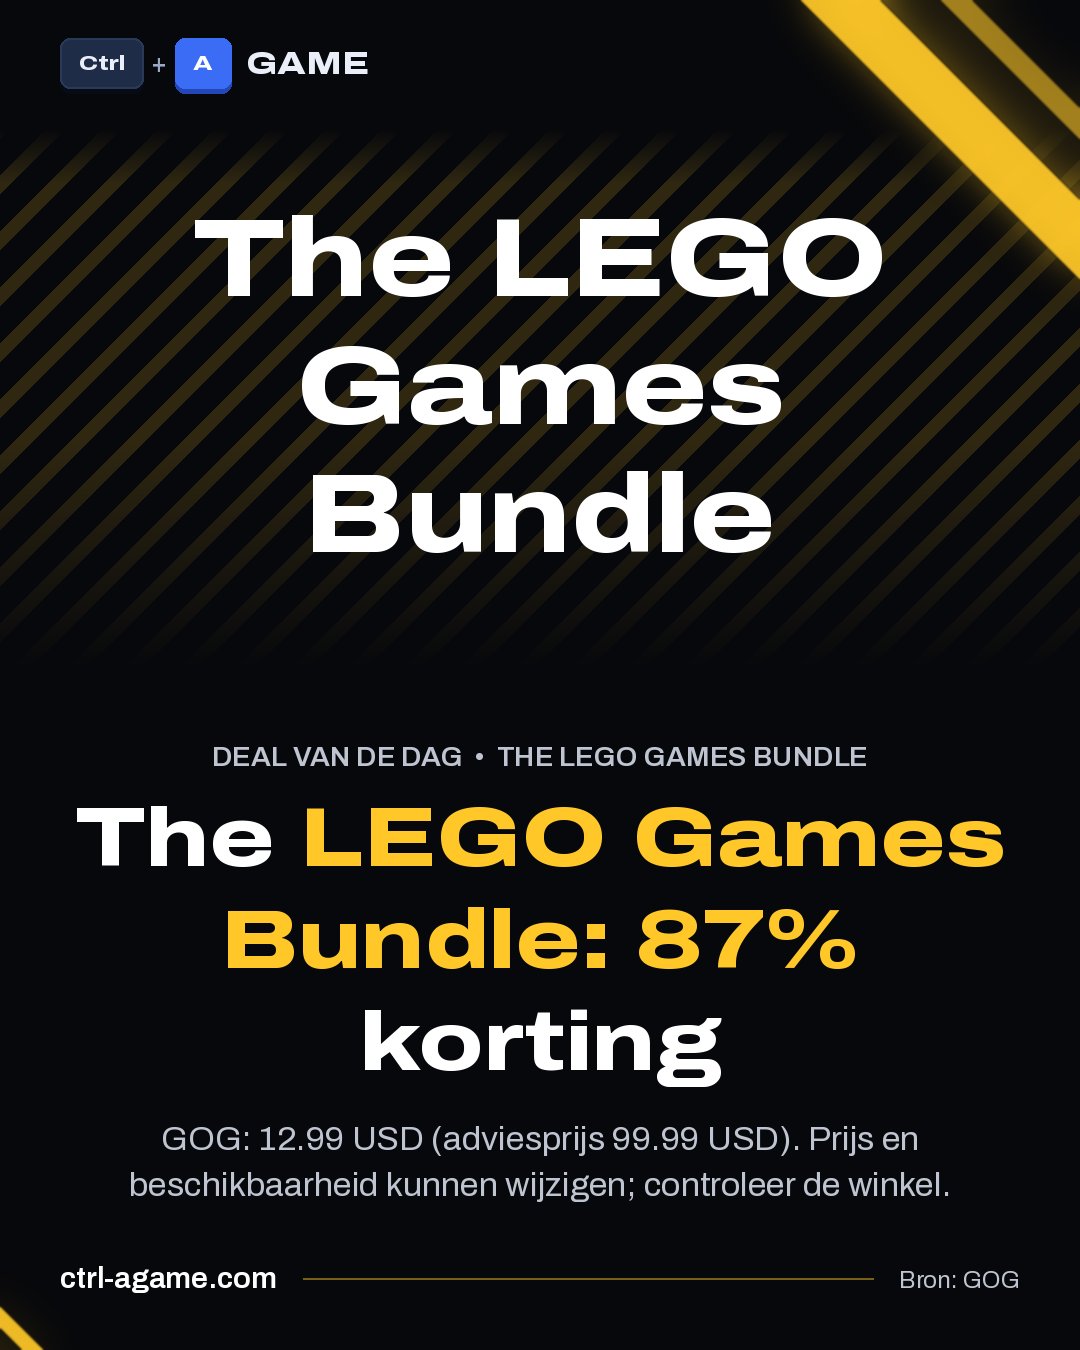 Ctrl + A GAME
The LEGO
Games
Bundle
DEAL VAN DE DAG • THE LEGO GAMES BUNDLE
The LEGO Games
Bundle: 87%
korting
GOG: 12.99 USD (adviesprijs 99.99 USD). Prijs en
beschikbaarheid kunnen wijzigen; controleer de winkel.
ctrl-agame.com
Bron: GOG